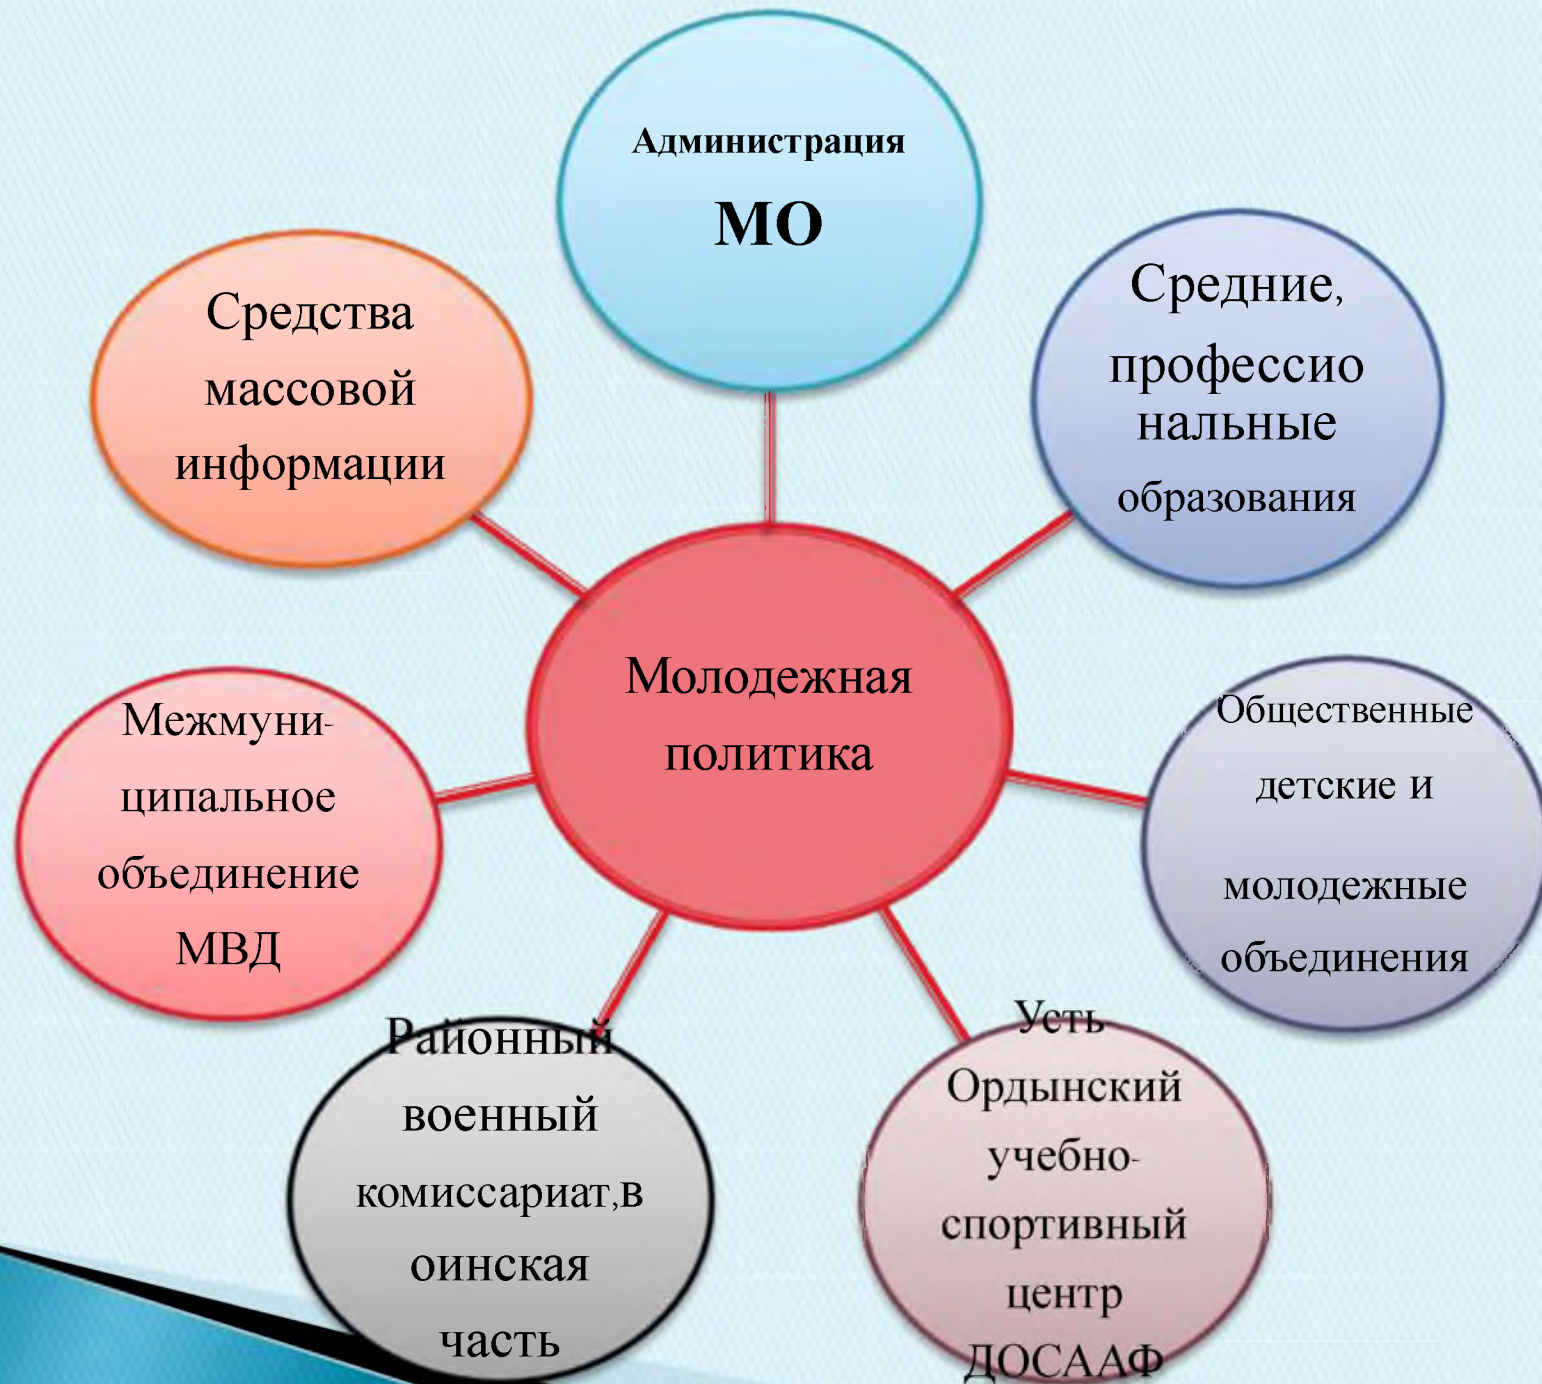 Администрация
МО
Средства
массовой
информации
Средние,
профессио
нальные
образования
Молодежная
политика
Межмуни-
ципальное
объединение
МВД
Общественные
детские и
молодежные
объединения
Районный
военный
комиссариат,в
оинская
часть
Усть
Ордынский
учебно-
спортивный
центр
ДОСААФ